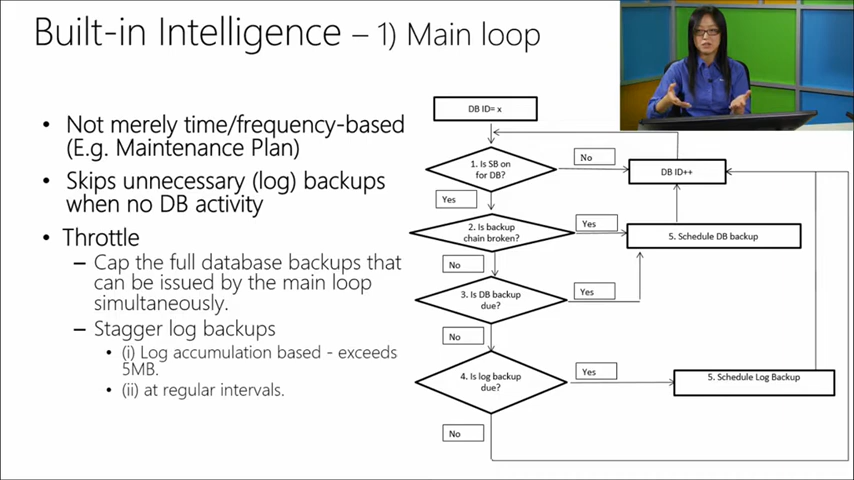 Built-in Intelligence – 1) Main loop
• Not merely time/frequency-based
(E.g. Maintenance Plan)
• Skips unnecessary (log) backups
when no DB activity
• Throttle
– Cap the full database backups that
can be issued by the main loop
simultaneously.
– Stagger log backups
• (i) Log accumulation based - exceeds
5MB.
• (ii) at regular intervals.
DB ID= x
1. Is SB on
for DB?
No
DB ID++
Yes
2. Is backup
chain broken?
Yes
5. Schedule DB backup
No
3. Is DB backup
due?
Yes
No
4. Is log backup
due?
Yes
5. Schedule Log Backup
No